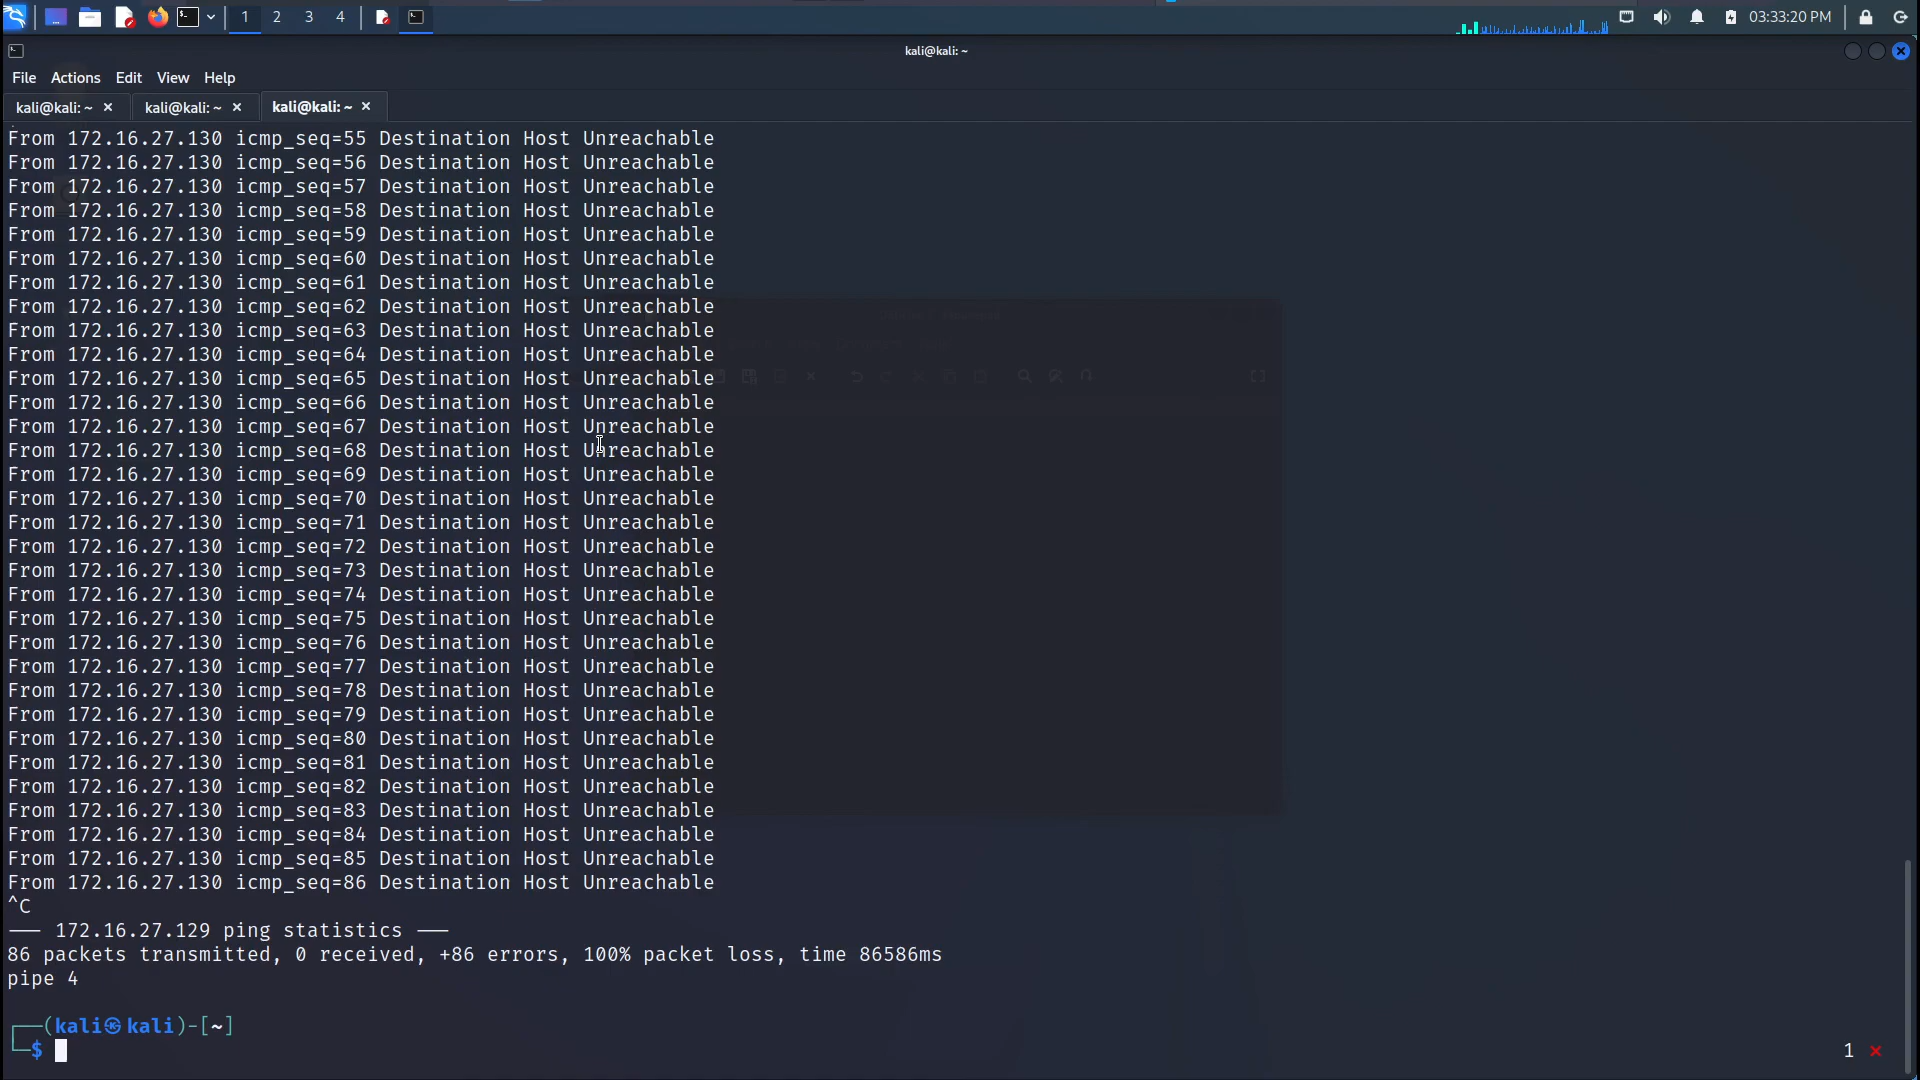 1 2 3 4
03:33:20 PM
kali@kali: ~
File Actions Edit View Help
kali@kali: ~ × kali@kali: ~ × kali@kali: ~ ×
From 172.16.27.130 icmp_seq=55 Destination Host Unreachable
From 172.16.27.130 icmp_seq=56 Destination Host Unreachable
From 172.16.27.130 icmp_seq=57 Destination Host Unreachable
From 172.16.27.130 icmp_seq=58 Destination Host Unreachable
From 172.16.27.130 icmp_seq=59 Destination Host Unreachable
From 172.16.27.130 icmp_seq=60 Destination Host Unreachable
From 172.16.27.130 icmp_seq=61 Destination Host Unreachable
From 172.16.27.130 icmp_seq=62 Destination Host Unreachable
From 172.16.27.130 icmp_seq=63 Destination Host Unreachable
From 172.16.27.130 icmp_seq=64 Destination Host Unreachable
From 172.16.27.130 icmp_seq=65 Destination Host Unreachable
From 172.16.27.130 icmp_seq=66 Destination Host Unreachable
From 172.16.27.130 icmp_seq=67 Destination Host Unreachable
From 172.16.27.130 icmp_seq=68 Destination Host Unreachable
From 172.16.27.130 icmp_seq=69 Destination Host Unreachable
From 172.16.27.130 icmp_seq=70 Destination Host Unreachable
From 172.16.27.130 icmp_seq=71 Destination Host Unreachable
From 172.16.27.130 icmp_seq=72 Destination Host Unreachable
From 172.16.27.130 icmp_seq=73 Destination Host Unreachable
From 172.16.27.130 icmp_seq=74 Destination Host Unreachable
From 172.16.27.130 icmp_seq=75 Destination Host Unreachable
From 172.16.27.130 icmp_seq=76 Destination Host Unreachable
From 172.16.27.130 icmp_seq=77 Destination Host Unreachable
From 172.16.27.130 icmp_seq=78 Destination Host Unreachable
From 172.16.27.130 icmp_seq=79 Destination Host Unreachable
From 172.16.27.130 icmp_seq=80 Destination Host Unreachable
From 172.16.27.130 icmp_seq=81 Destination Host Unreachable
From 172.16.27.130 icmp_seq=82 Destination Host Unreachable
From 172.16.27.130 icmp_seq=83 Destination Host Unreachable
From 172.16.27.130 icmp_seq=84 Destination Host Unreachable
From 172.16.27.130 icmp_seq=85 Destination Host Unreachable
From 172.16.27.130 icmp_seq=86 Destination Host Unreachable
^C
--- 172.16.27.129 ping statistics ---
86 packets transmitted, 0 received, +86 errors, 100% packet loss, time 86586ms
pipe 4
┌──(kali㉿kali)-[~]
└─$ 1 ×